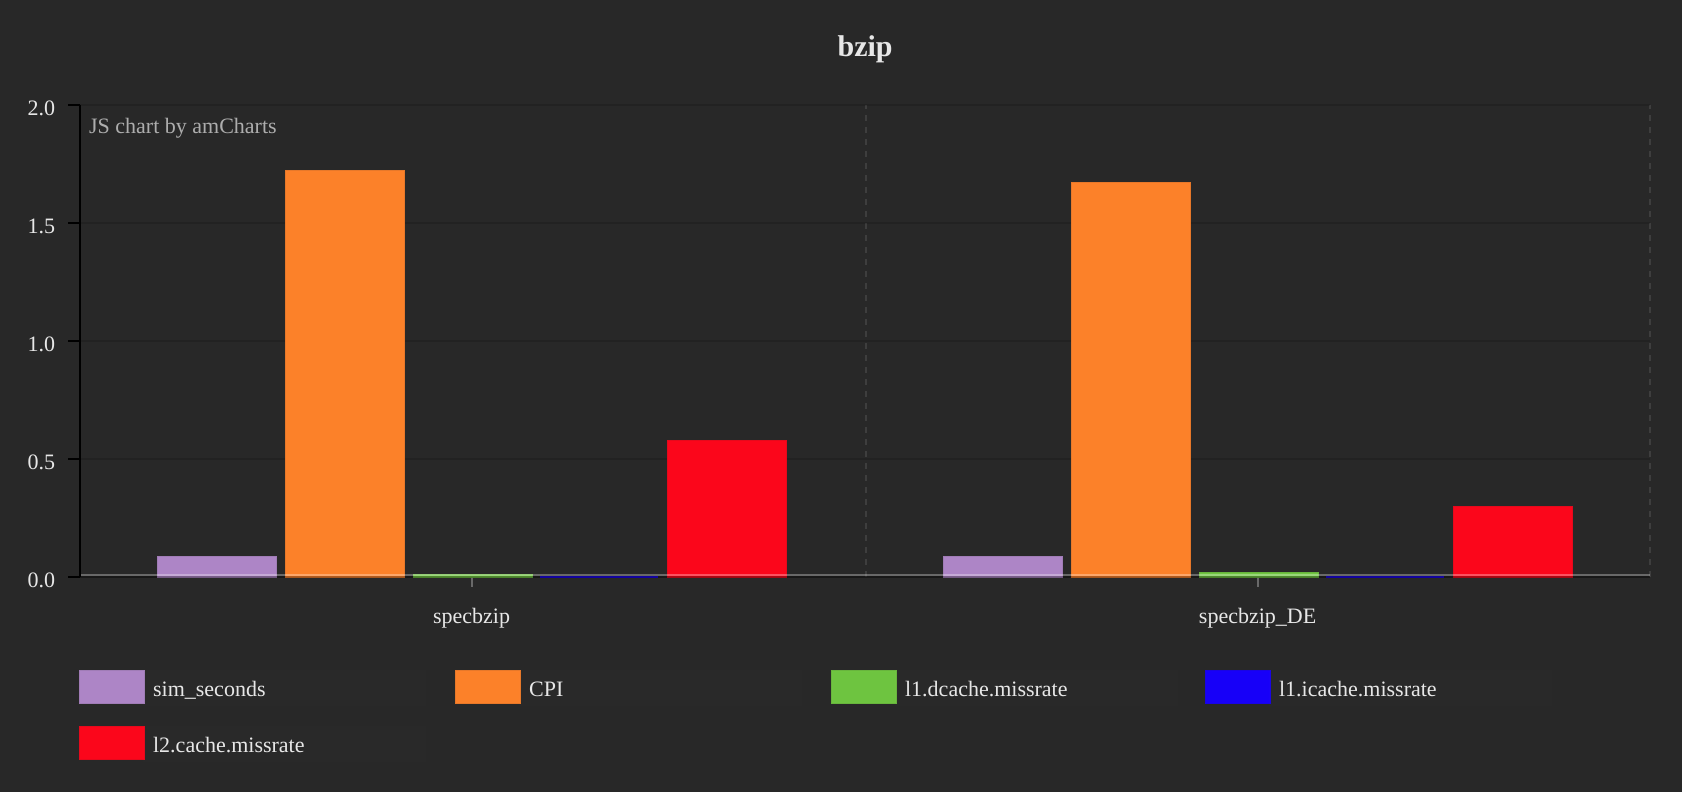 bzip
2.0
JS chart by amCharts
1.5
1.0
0.5
0.0
specbzip specbzip_DE
sim_seconds CPI l1.dcache.missrate l1.icache.missrate
l2.cache.missrate